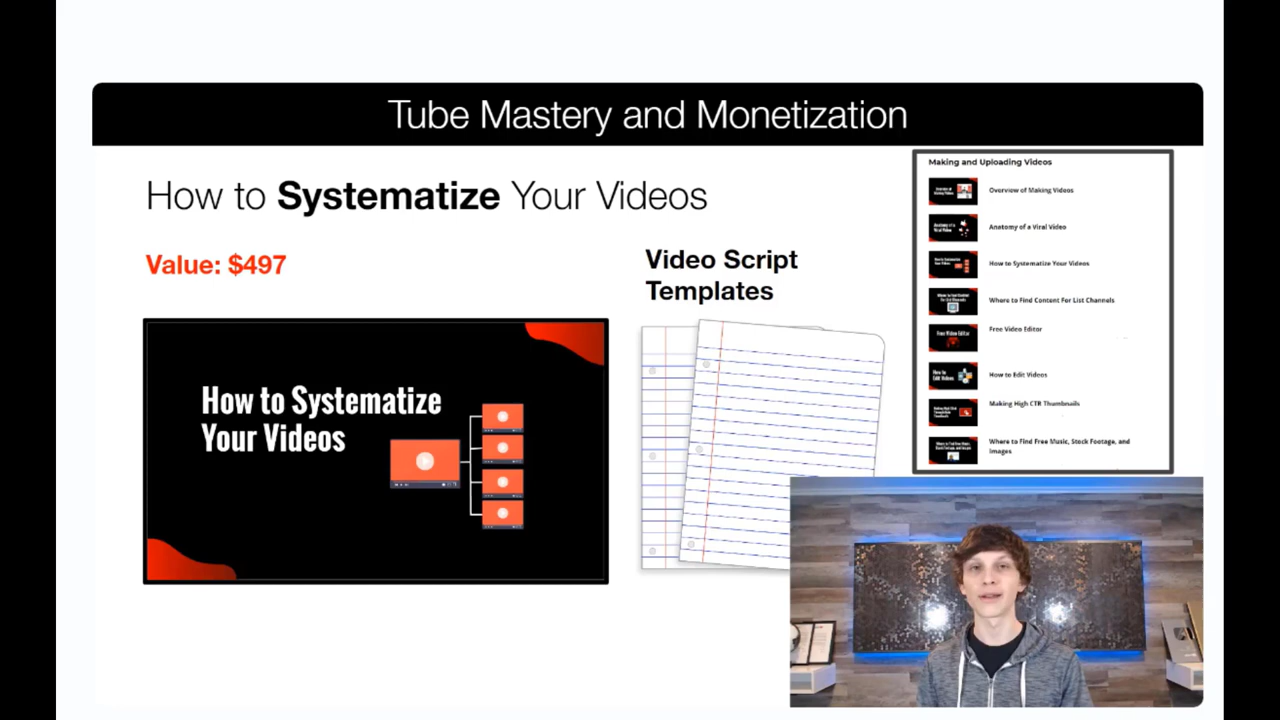 Tube Mastery and Monetization
How to Systematize Your Videos
Value: $497
How to Systematize
Your Videos
Video Script
Templates
Making and Uploading Videos
Overview of Making Videos
Anatomy of a Viral Video
How to Systematize Your Videos
Where to Find Content For List Channels
Free Video Editor
How to Edit Videos
Making High CTR Thumbnails
Where to Find Free Music, Stock Footage, and
Images